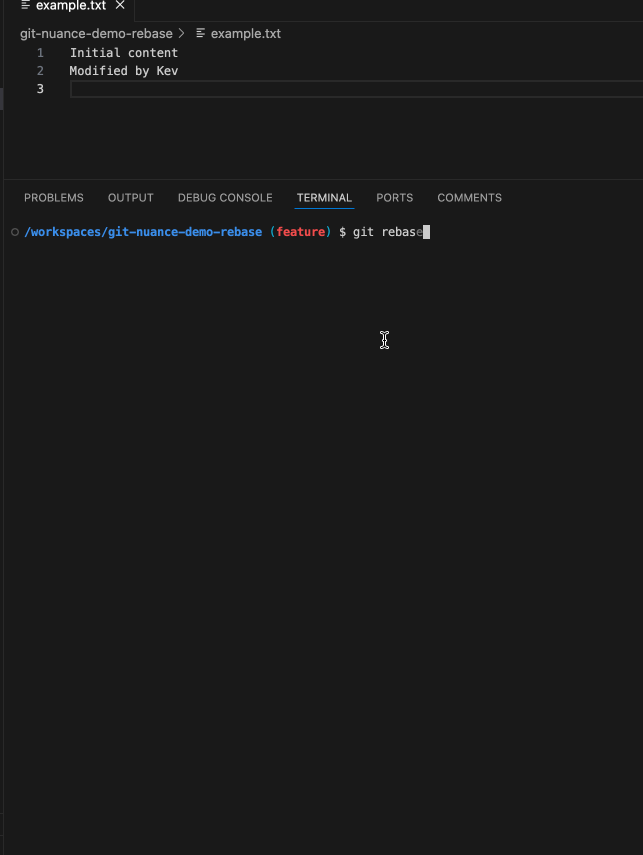 example.txt
git-nuance-demo-rebase > example.txt
1 Initial content
2 Modified by Kev
3
PROBLEMS OUTPUT DEBUG CONSOLE TERMINAL PORTS COMMENTS
/workspaces/git-nuance-demo-rebase (feature) $ git rebase